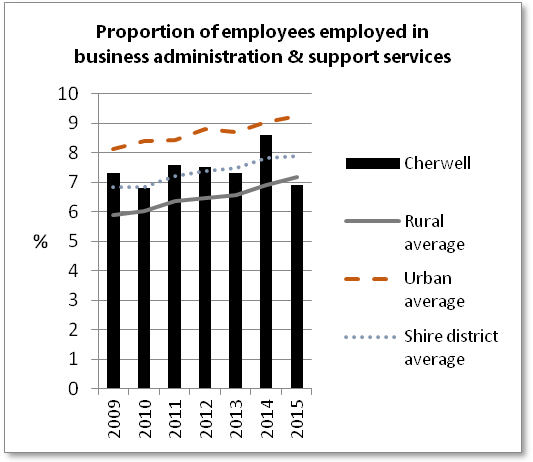 Proportion of employees employed in
business administration & support services
10
9
8
7
6
5
4
3
2
1
0
%
2009
2010
2011
2012
2013
2014
2015
Cherwell
Rural
average
Urban
average
Shire district
average